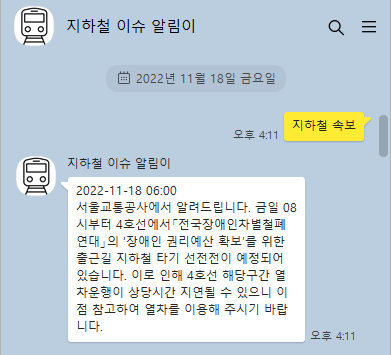 지하철 이슈 알림이
2022년 11월 18일 금요일
지하철 속보
오후 4:11
지하철 이슈 알림이
2022-11-18 06:00
서울교통공사에서 알려드립니다. 금일 08
시부터 4호선에서「전국장애인차별철폐
연대」의 '장애인 권리예산 확보'를 위한
출근길 지하철 타기 선전전이 예정되어
있습니다. 이로 인해 4호선 해당구간 열
차운행이 상당시간 지연될 수 있으니 이
점 참고하여 열차를 이용해 주시기 바랍
니다.
오후 4:11